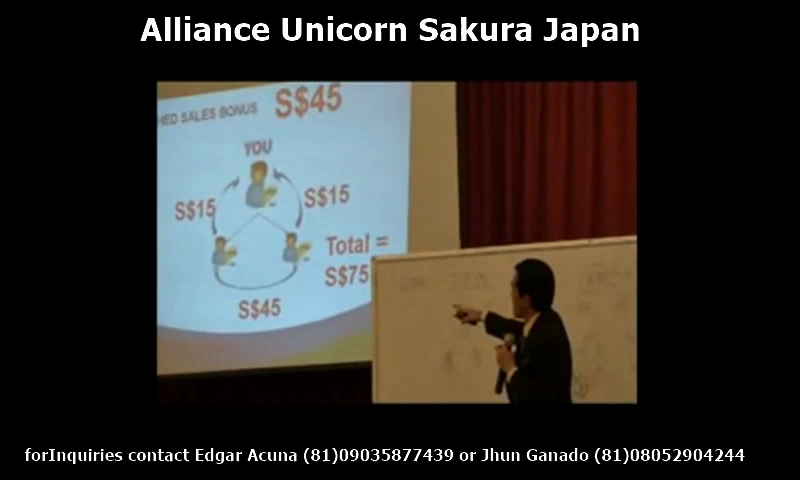 Alliance Unicorn Sakura Japan
HED SALES BONUS S$45
YOU
S$15 S$15
Total =
S$75
S$45
forInquiries contact Edgar Acuna (81)09035877439 or Jhun Ganado (81)08052904244